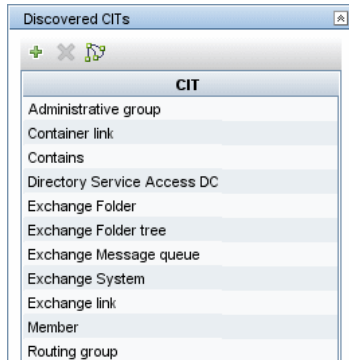 Discovered CITs
CIT
Administrative group
Container link
Contains
Directory Service Access DC
Exchange Folder
Exchange Folder tree
Exchange Message queue
Exchange System
Exchange link
Member
Routing group